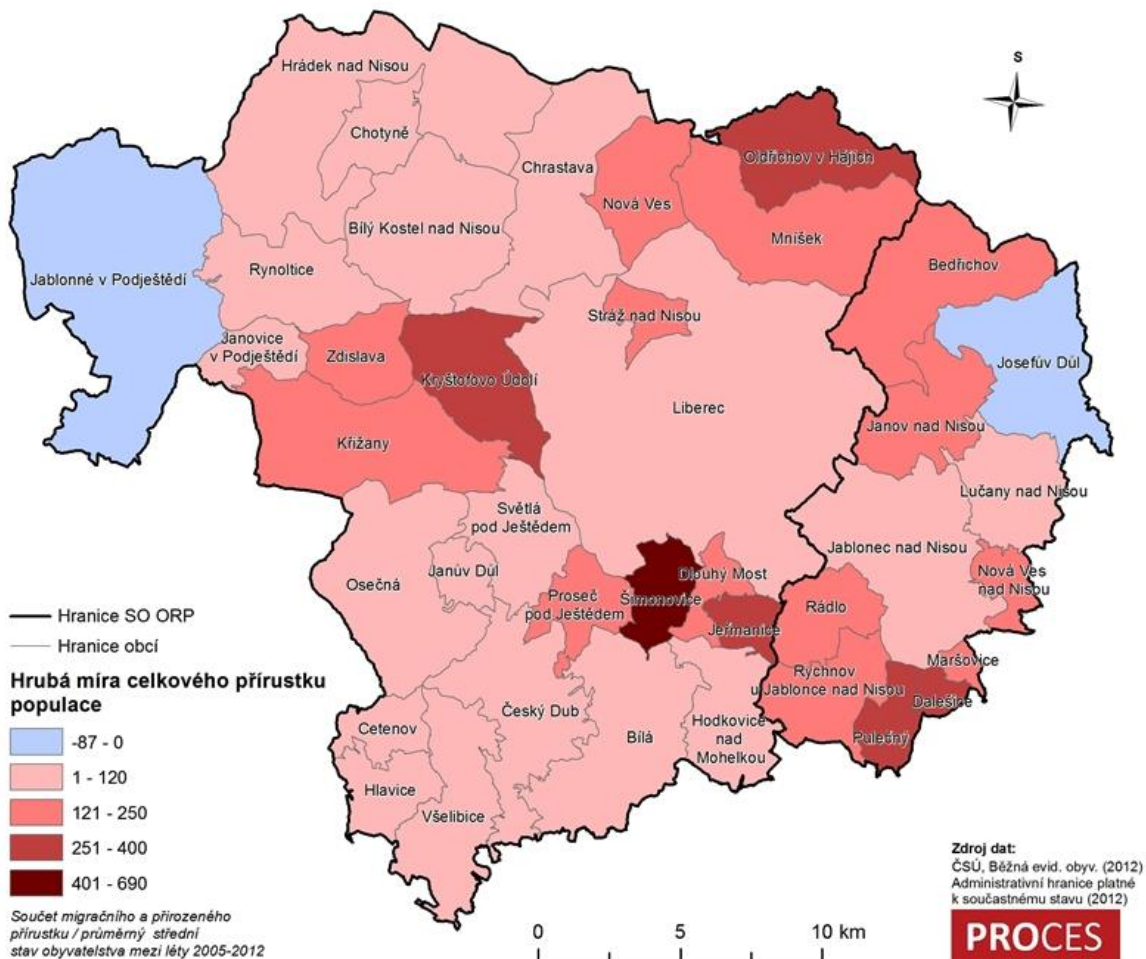 S
Hrádek nad Nisou
Chotyně
Chrastava
Oldřichov v Hájích
Nová Ves
Bílý Kostel nad Nisou
Mníšek
Bedřichov
Rynoltice
Jablonné v Podještědí
Stráž nad Nisou
Janovice
v Podještědí
Zdislava
Josefův Důl
Kryštofovo Údolí
Liberec
Janov nad Nisou
Křižany
Lučany nad Nisou
Světlá
pod Ještědem
Jablonec nad Nisou
Osečná
Janův Důl
Dlouhý Most
Nová Ves
nad Nisou
Proseč
pod Ještědem
Šimonovice
Jeřmanice
Rádlo
Maršovice
Rychnov
u Jablonce nad Nisou
Dalešice
Pulečný
Český Dub
Bílá
Hodkovice
nad
Mohelkou
Cetenov
Hlavice
Všelibice
Hranice SO ORP
Hranice obcí
Hrubá míra celkového přírustku
populace
-87 - 0
1 - 120
121 - 250
251 - 400
401 - 690
Součet migračního a přirozeného
přírustku / průměrný střední
stav obyvatelstva mezi léty 2005-2012
0 5 10 km
Zdroj dat:
ČSÚ, Běžná evid. obyv. (2012)
Administrativní hranice platné
k součastnému stavu (2012)
PROCES